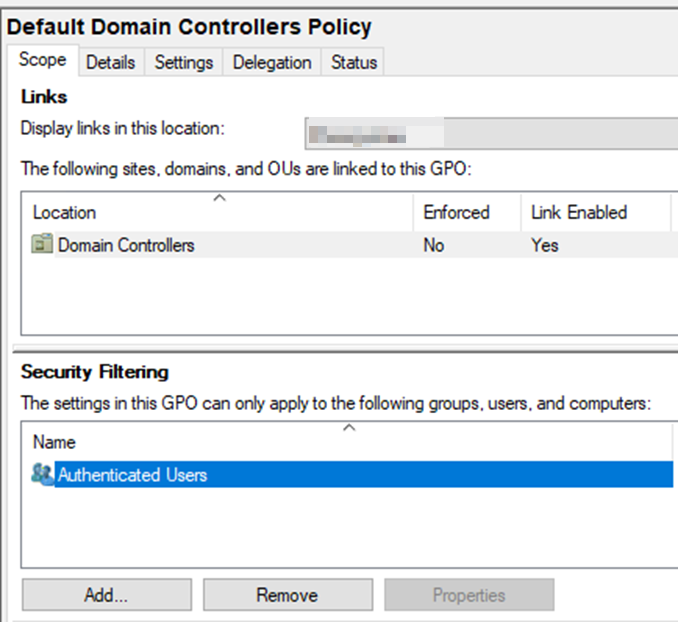 Default Domain Controllers Policy
Scope Details Settings Delegation Status
Links
Display links in this location:
The following sites, domains, and OUs are linked to this GPO:
Location Enforced Link Enabled
Domain Controllers No Yes
Security Filtering
The settings in this GPO can only apply to the following groups, users, and computers:
Name
Authenticated Users
Add... Remove Properties